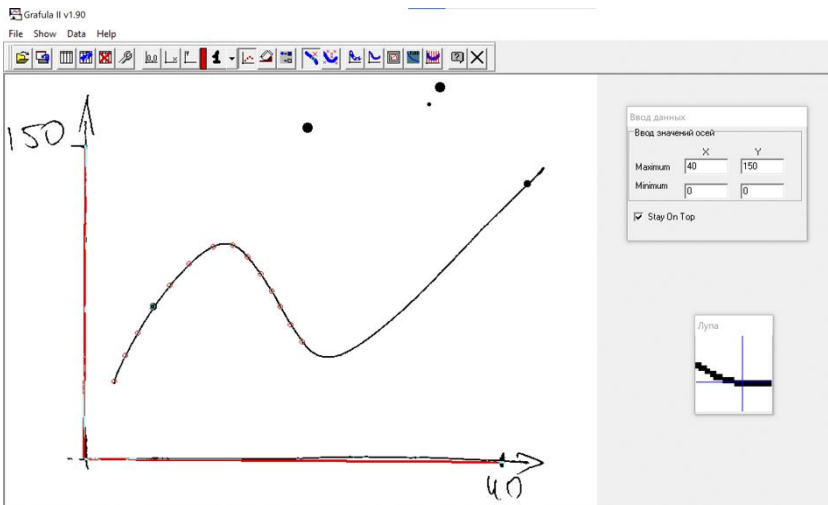 Grafula II v1.90
File Show Data Help
150
40
Ввод данных
Ввод значений осей
X Y
Maximum 40 150
Minimum 0 0
Stay On Top
Лупа